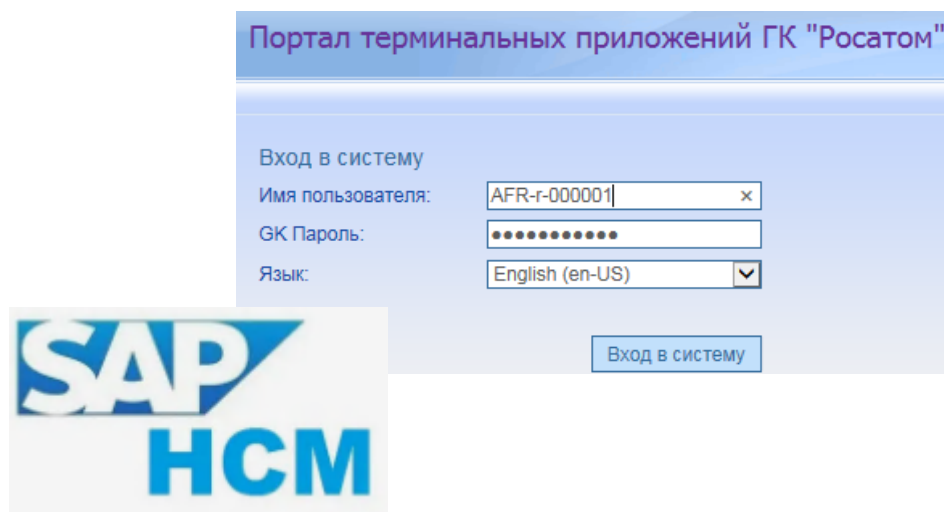 Портал терминальных приложений ГК "Росатом"
Вход в систему
Имя пользователя: AFR-r-000001
GK Пароль: •••••••••••
Язык: English (en-US)
Вход в систему
SAP
HCM